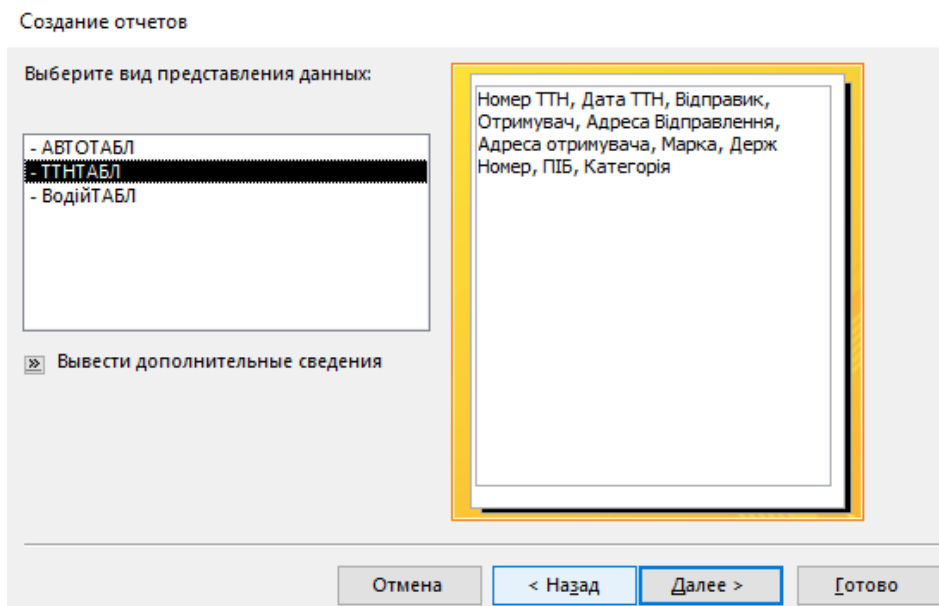 Создание отчетов
Выберите вид представления данных:
- АВТОТАБЛ
- ТТНТАБЛ
- ВодійТАБЛ
Вывести дополнительные сведения
Номер ТТН, Дата ТТН, Відправик,
Отримувач, Адреса Відправлення,
Адреса отримувача, Марка, Держ
Номер, ПІБ, Категорія
Отмена
< Назад
Далее >
Готово